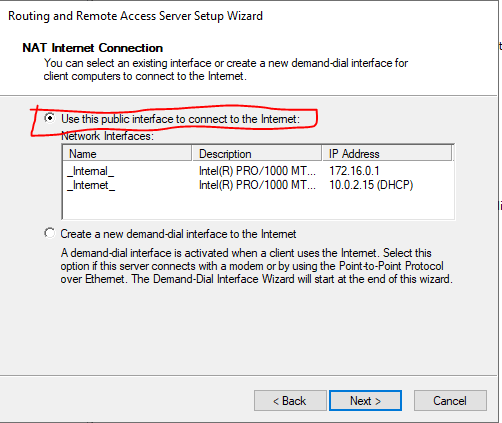 Routing and Remote Access Server Setup Wizard
NAT Internet Connection
You can select an existing interface or create a new demand-dial interface for
client computers to connect to the Internet.
Use this public interface to connect to the Internet:
Network Interfaces:
Name Description IP Address
_Internal_ Intel(R) PRO/1000 MT... 172.16.0.1
_Internet_ Intel(R) PRO/1000 MT... 10.0.2.15 (DHCP)
Create a new demand-dial interface to the Internet
A demand-dial interface is activated when a client uses the Internet. Select this
option if this server connects with a modem or by using the Point-to-Point Protocol
over Ethernet. The Demand-Dial Interface Wizard will start at the end of this wizard.
< Back Next > Cancel